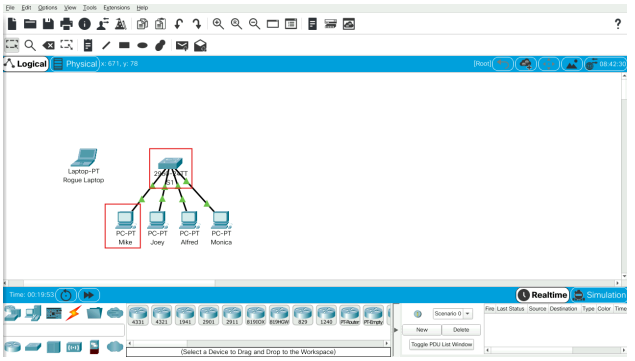 File Edit Options View Tools Extensions Help
?
Logical Physical x: 671, y: 78 [Root] 08:42:30
Laptop-PT
Rogue Laptop
2960-24TT
S1
PC-PT PC-PT PC-PT PC-PT
Mike Joey Alfred Monica
Time: 00:19:53 Realtime Simulation
4331 4321 1941 2901 2911 819IOX 819HGW 829 1240 PT-Router PT-Empty
(Select a Device to Drag and Drop to the Workspace)
Scenario 0
New Delete
Toggle PDU List Window
Fire Last Status Source Destination Type Color Time